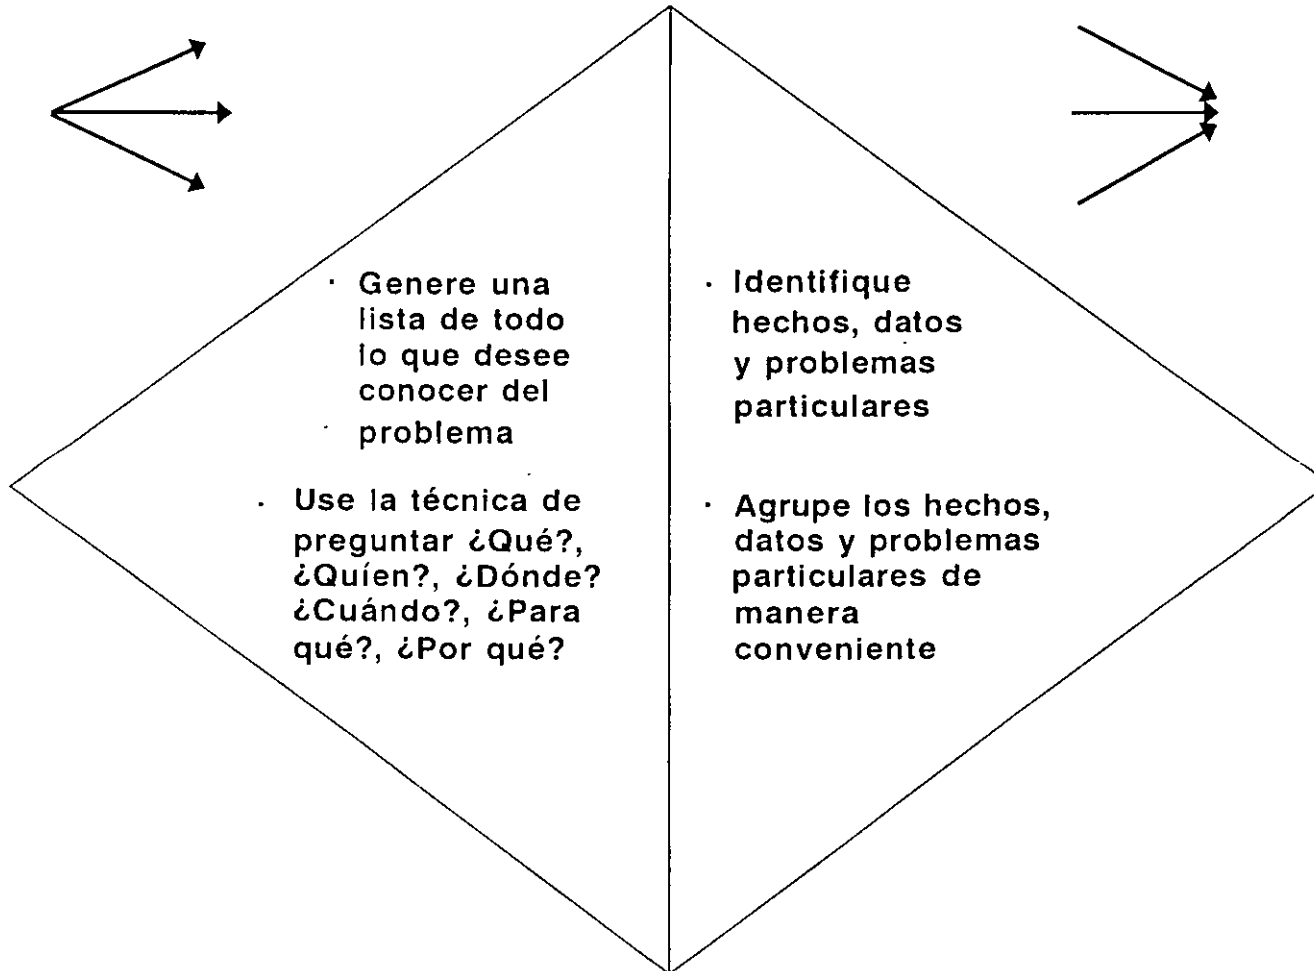 · Genere una
lista de todo
lo que desee
conocer del
problema
· Use la técnica de
preguntar ¿Qué?,
¿Quíen?, ¿Dónde?
¿Cuándo?, ¿Para
qué?, ¿Por qué?
· Identifique
hechos, datos
y problemas
particulares
· Agrupe los hechos,
datos y problemas
particulares de
manera
conveniente